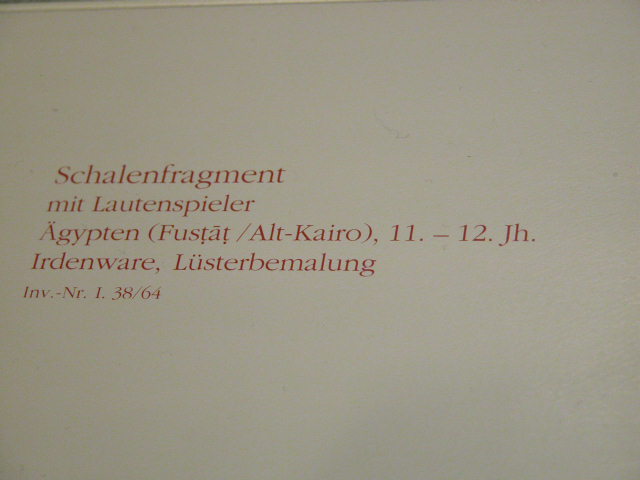 Schalenfragment
mit Lautenspieler
Ägypten (Fusṭāṭ /Alt-Kairo), 11. – 12. Jh.
Irdenware, Lüsterbemalung
Inv.-Nr. I. 38/64